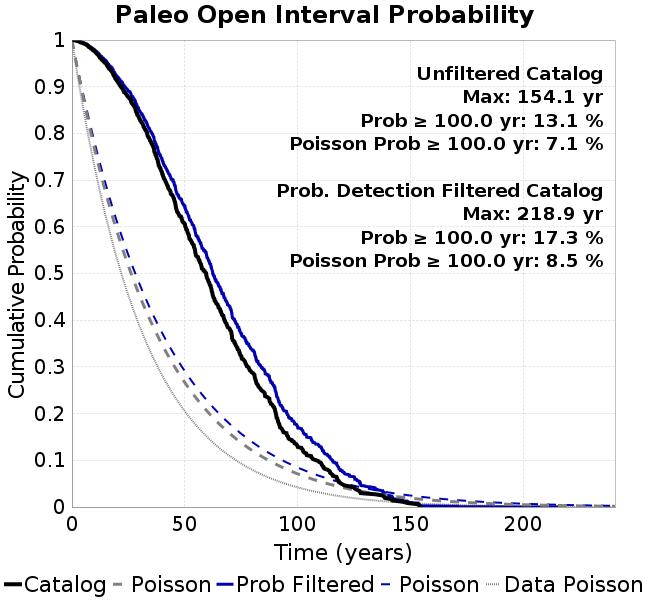 Paleo Open Interval Probability
Unfiltered Catalog
Max: 154.1 yr
Prob ≥ 100.0 yr: 13.1 %
Poisson Prob ≥ 100.0 yr: 7.1 %
Prob. Detection Filtered Catalog
Max: 218.9 yr
Prob ≥ 100.0 yr: 17.3 %
Poisson Prob ≥ 100.0 yr: 8.5 %
Cumulative Probability
1
0.9
0.8
0.7
0.6
0.5
0.4
0.3
0.2
0.1
0
0 50 100 150 200
Time (years)
Catalog Poisson Prob Filtered Poisson Data Poisson